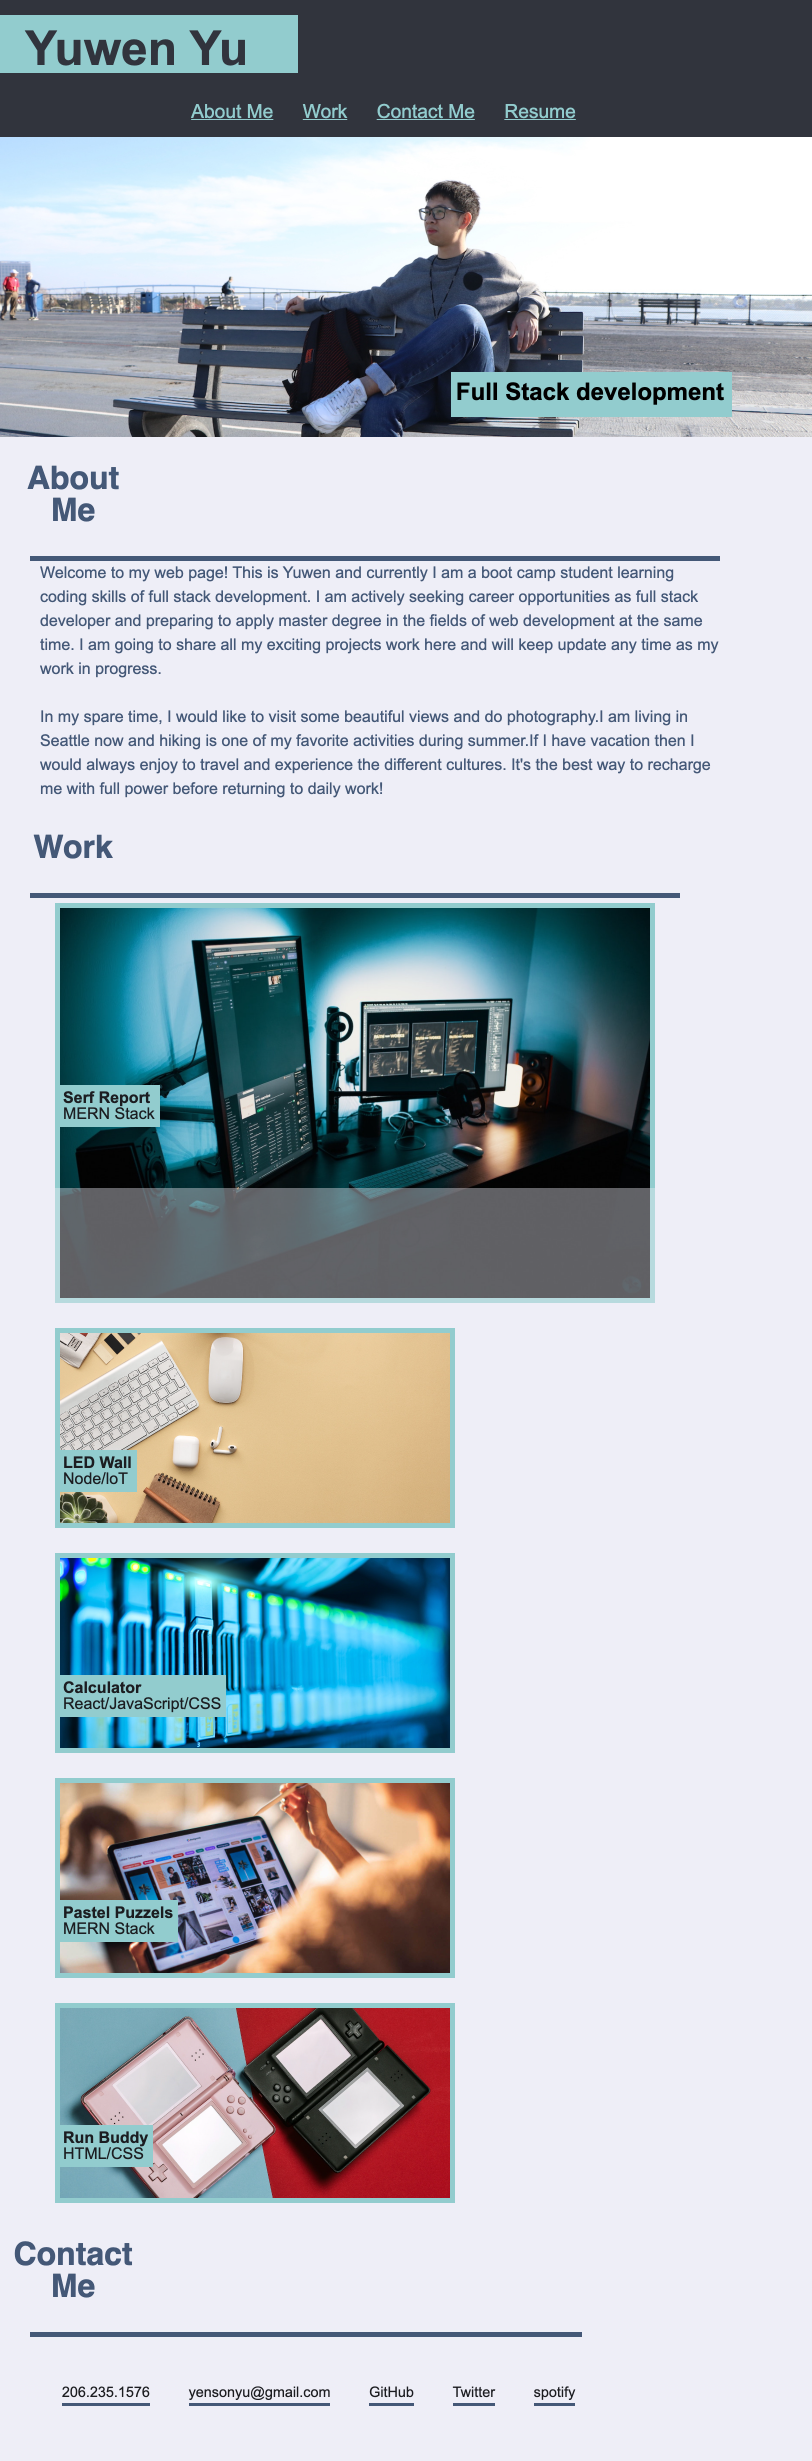 Yuwen Yu
About Me Work Contact Me Resume
Full Stack development
About
Me
Welcome to my web page! This is Yuwen and currently I am a boot camp student learning
coding skills of full stack development. I am actively seeking career opportunities as full stack
developer and preparing to apply master degree in the fields of web development at the same
time. I am going to share all my exciting projects work here and will keep update any time as my
work in progress.
In my spare time, I would like to visit some beautiful views and do photography.I am living in
Seattle now and hiking is one of my favorite activities during summer.If I have vacation then I
would always enjoy to travel and experience the different cultures. It's the best way to recharge
me with full power before returning to daily work!
Work
Serf Report
MERN Stack
LED Wall
Node/IoT
Calculator
React/JavaScript/CSS
Pastel Puzzels
MERN Stack
Run Buddy
HTML/CSS
Contact
Me
206.235.1576 yensonyu@gmail.com GitHub Twitter spotify